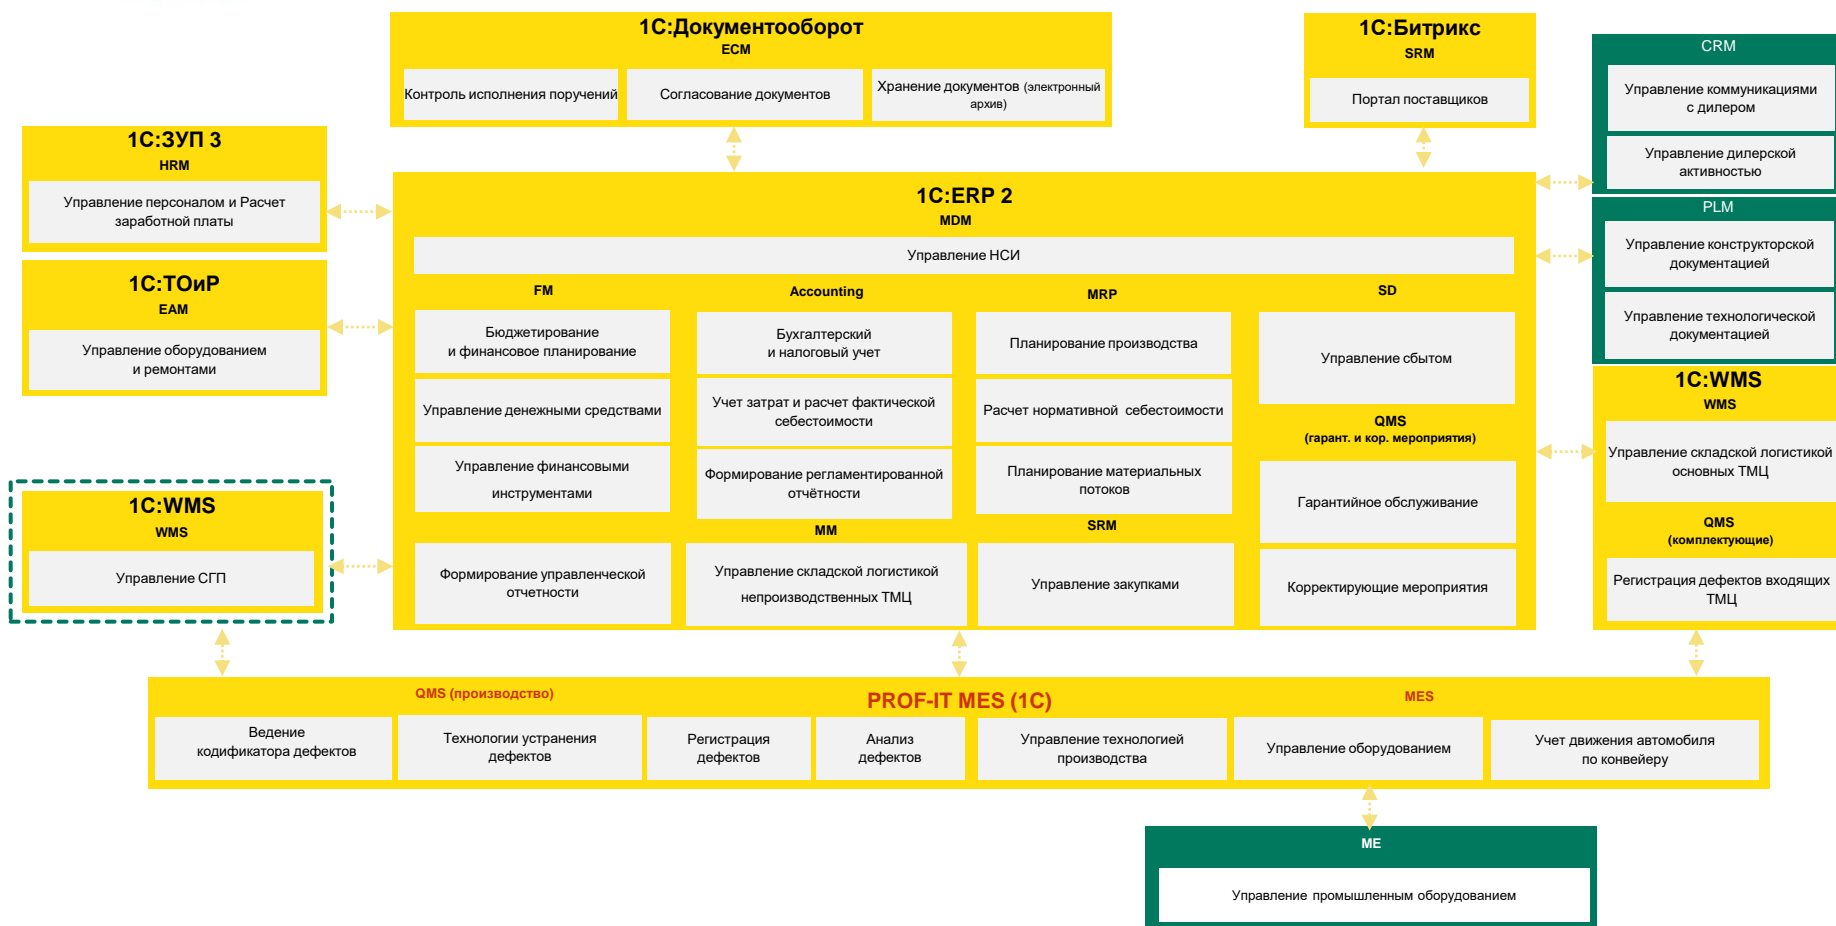 1С:Документооборот
ECM
Контроль исполнения поручений
Согласование документов
Хранение документов (электронный
архив)
1С:Битрикс
SRM
Портал поставщиков
CRM
Управление коммуникациями
с дилером
Управление дилерской
активностью
1С:ЗУП 3
HRM
Управление персоналом и Расчет
заработной платы
1С:ТОиР
EAM
Управление оборудованием
и ремонтами
1С:WMS
WMS
Управление СГП
1С:ERP 2
MDM
Управление НСИ
FM
Бюджетирование
и финансовое планирование
Управление денежными средствами
Управление финансовыми
инструментами
Формирование управленческой
отчетности
Accounting
Бухгалтерский
и налоговый учет
Учет затрат и расчет фактической
себестоимости
Формирование регламентированной
отчётности
MM
Управление складской логистикой
непроизводственных ТМЦ
MRP
Планирование производства
Расчет нормативной себестоимости
Планирование материальных
потоков
SRM
Управление закупками
SD
Управление сбытом
QMS
(гарант. и кор. мероприятия)
Гарантийное обслуживание
Корректирующие мероприятия
PLM
Управление конструкторской
документацией
Управление технологической
документацией
1С:WMS
WMS
Управление складской логистикой
основных ТМЦ
QMS
(комплектующие)
Регистрация дефектов входящих
ТМЦ
QMS (производство)
PROF-IT MES (1C)
MES
Ведение
кодификатора дефектов
Технологии устранения
дефектов
Регистрация
дефектов
Анализ
дефектов
Управление технологией
производства
Управление оборудованием
Учет движения автомобиля
по конвейеру
ME
Управление промышленным оборудованием